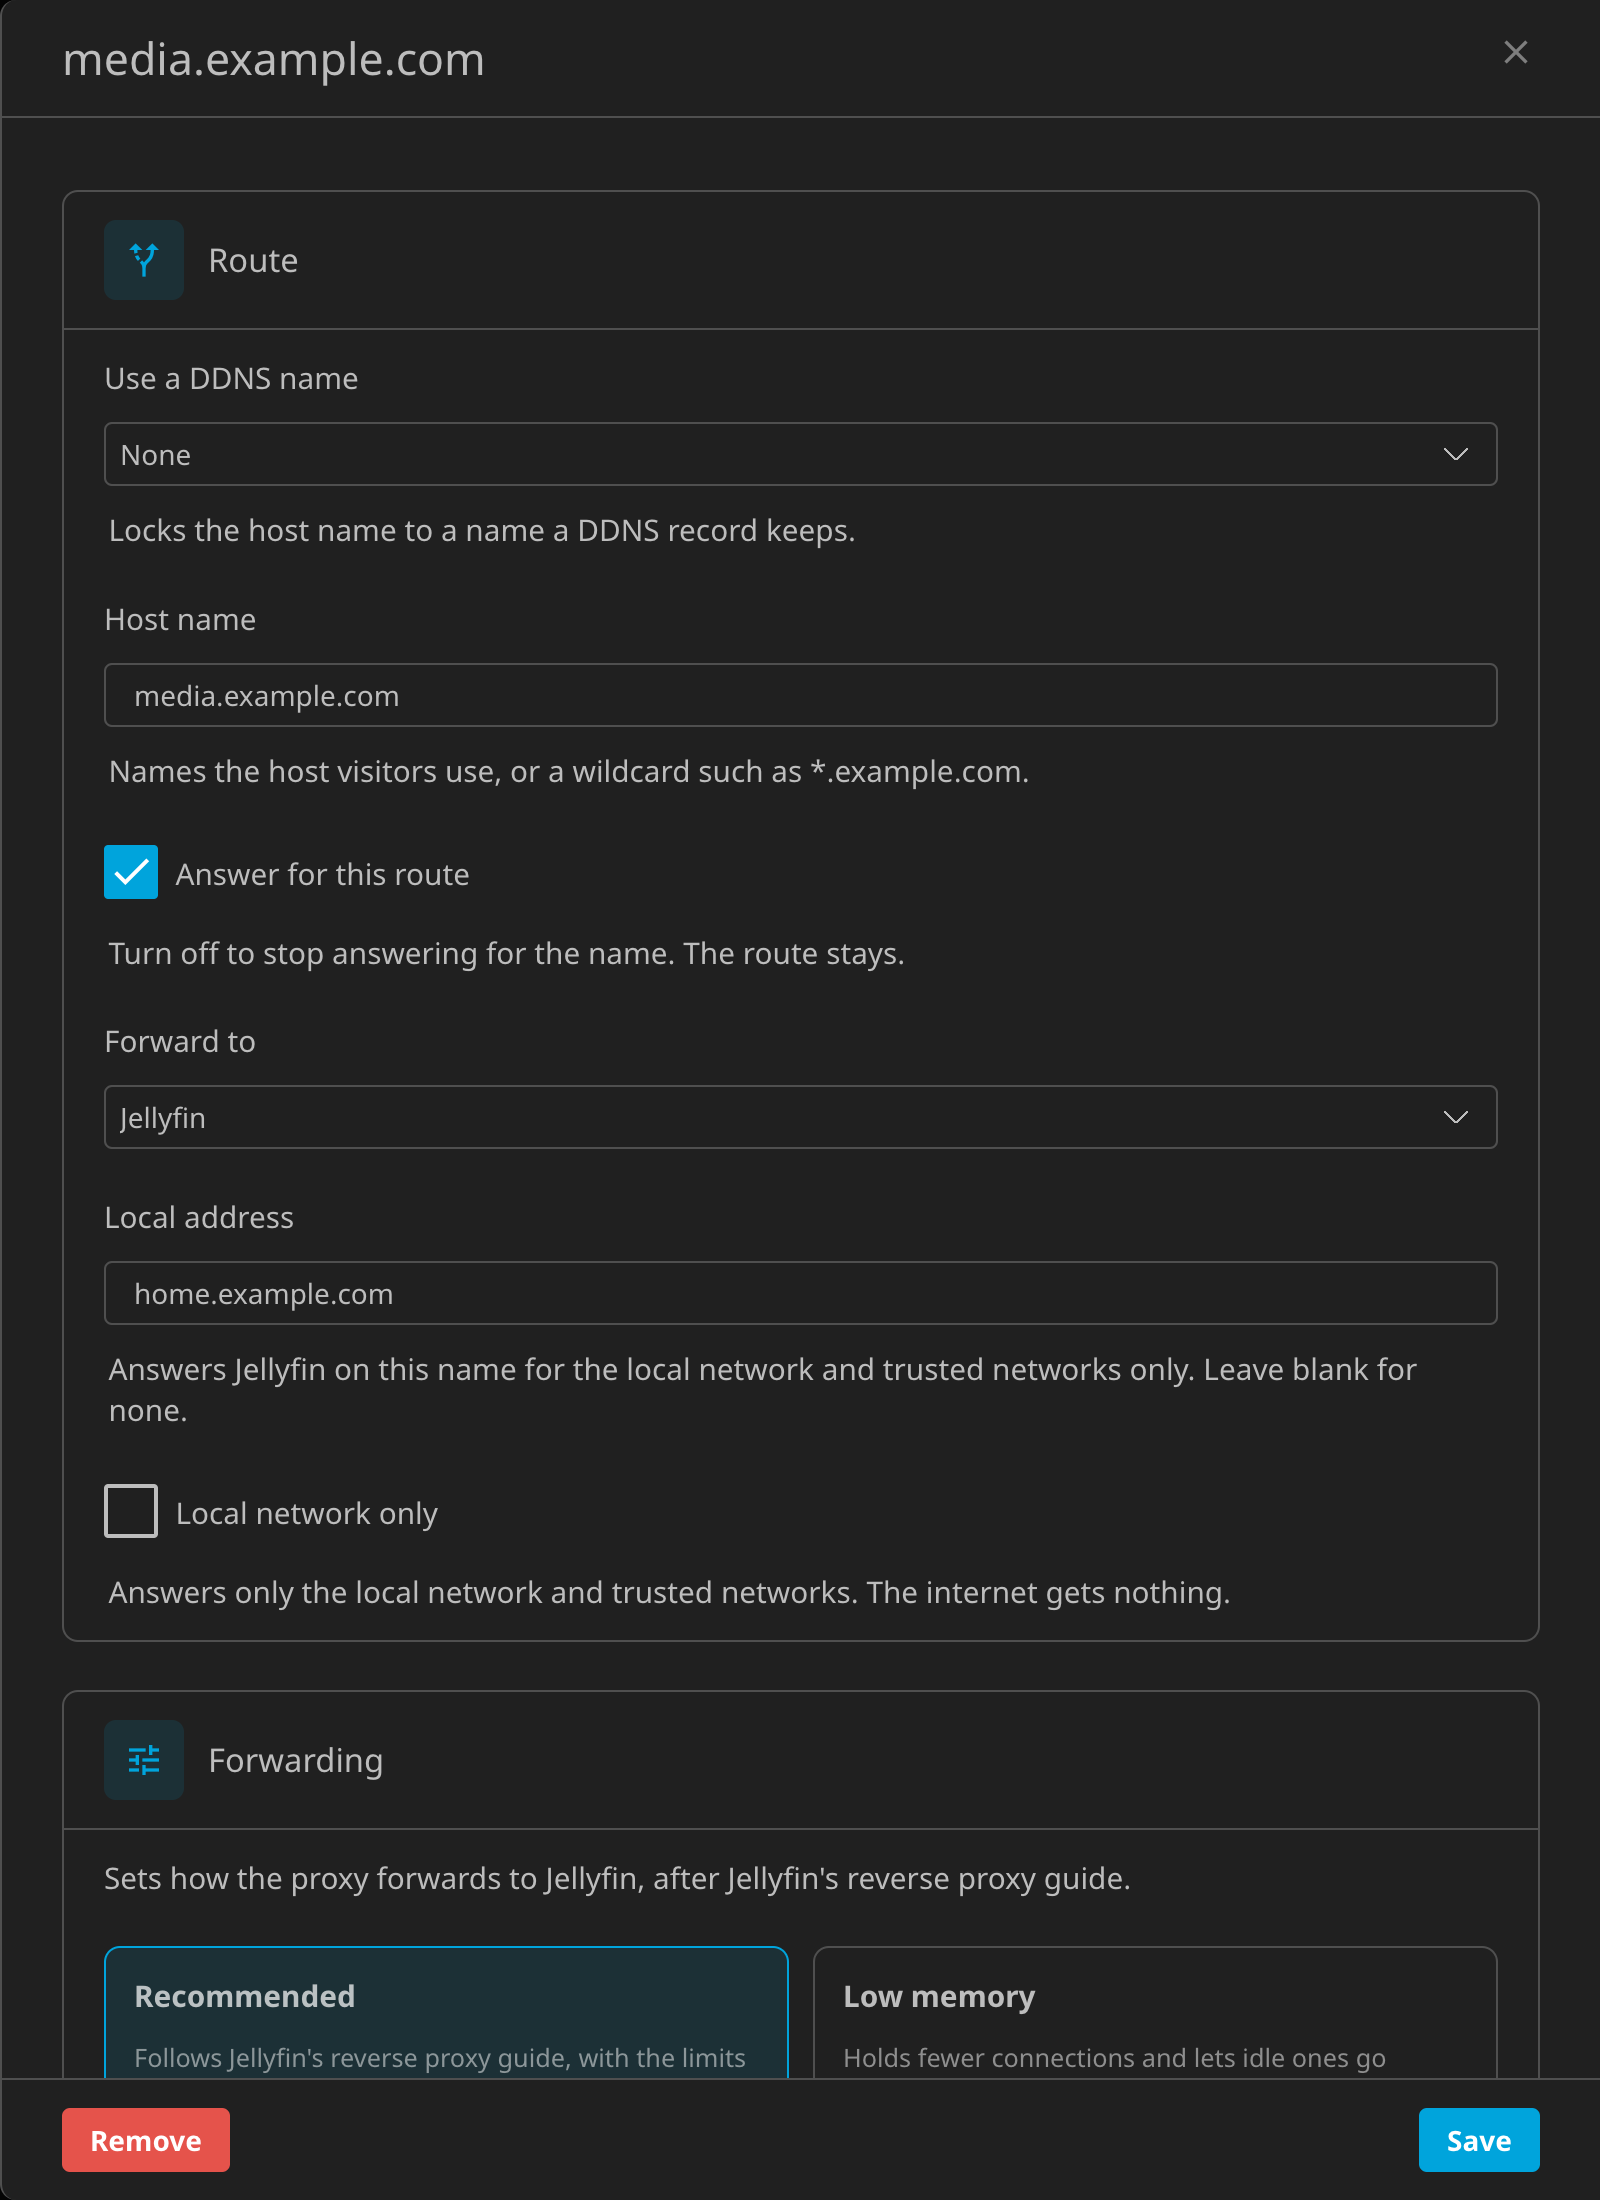 media.example.com
Route
Use a DDNS name
None
Locks the host name to a name a DDNS record keeps.
Host name
media.example.com
Names the host visitors use, or a wildcard such as *.example.com.
Answer for this route
Turn off to stop answering for the name. The route stays.
Forward to
Jellyfin
Local address
home.example.com
Answers Jellyfin on this name for the local network and trusted networks only. Leave blank for
none.
Local network only
Answers only the local network and trusted networks. The internet gets nothing.
Forwarding
Sets how the proxy forwards to Jellyfin, after Jellyfin's reverse proxy guide.
Recommended
Follows Jellyfin's reverse proxy guide, with the limits
Low memory
Holds fewer connections and lets idle ones go
Remove
Save